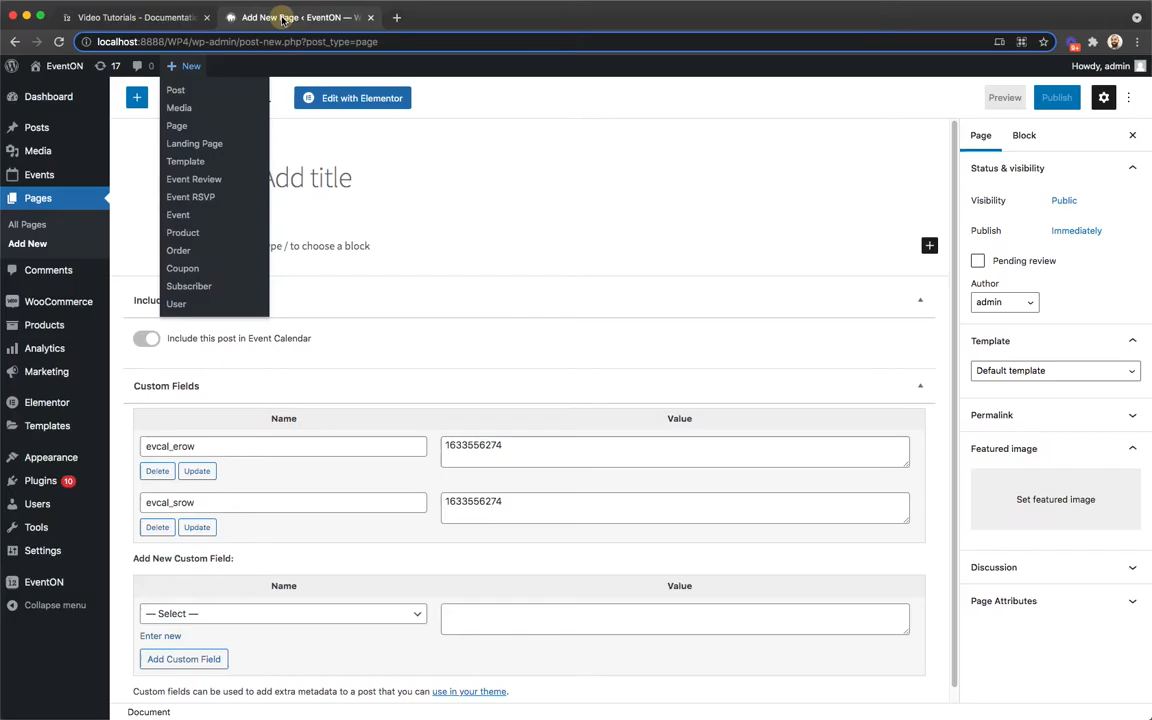 Video Tutorials - Documentati
Add New Page ‹ EventON — W
localhost:8888/WP4/wp-admin/post-new.php?post_type=page
EventON
17
0
New
Howdy, admin
Dashboard
Posts
Media
Events
Pages
All Pages
Add New
Comments
WooCommerce
Products
Analytics
Marketing
Elementor
Templates
Appearance
Plugins 10
Users
Tools
Settings
EventON
Collapse menu
Post
Media
Page
Landing Page
Template
Event Review
Event RSVP
Event
Product
Order
Coupon
Subscriber
User
Edit with Elementor
Preview
Publish
Add title
pe / to choose a block
Inclu
Include this post in Event Calendar
Custom Fields
Name Value
evcal_erow 1633556274
Delete Update
evcal_srow 1633556274
Delete Update
Add New Custom Field:
Name Value
— Select —
Enter new
Add Custom Field
Custom fields can be used to add extra metadata to a post that you can use in your theme.
Document
Page Block
Status & visibility
Visibility Public
Publish Immediately
Pending review
Author
admin
Template
Default template
Permalink
Featured image
Set featured image
Discussion
Page Attributes